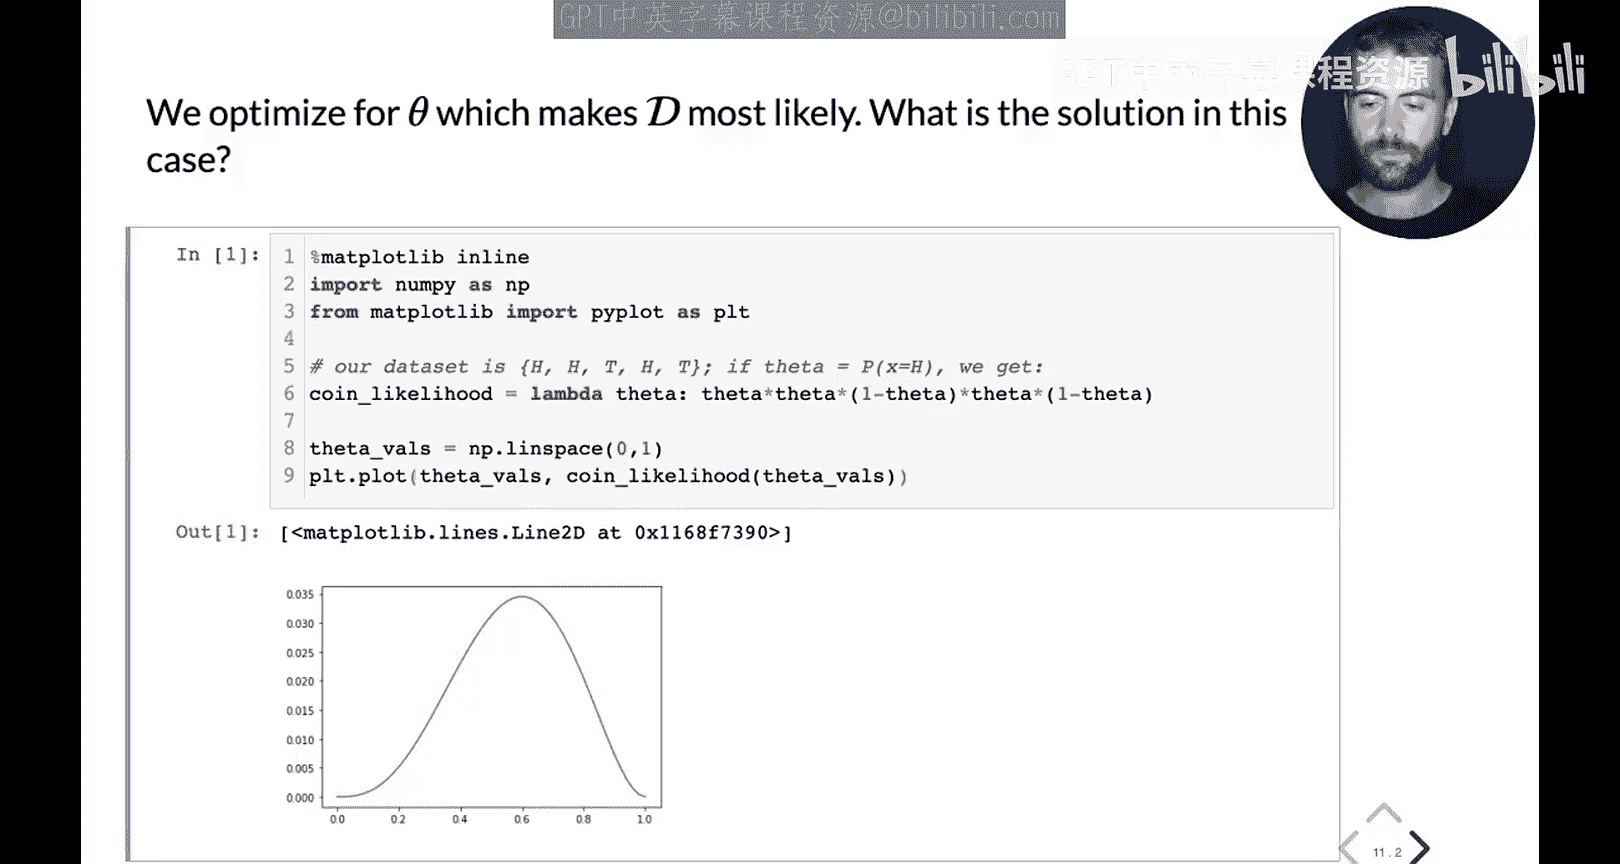 GPT中英字幕课程资源@bilibili.com
bilibili
We optimize for θ which makes 𝒟 most likely. What is the solution in this
case?
In [1]:
1 %matplotlib inline
2 import numpy as np
3 from matplotlib import pyplot as plt
4
5 # our dataset is {H, H, T, H, T}; if theta = P(x=H), we get:
6 coin_likelihood = lambda theta: theta*theta*(1-theta)*theta*(1-theta)
7
8 theta_vals = np.linspace(0,1)
9 plt.plot(theta_vals, coin_likelihood(theta_vals))
Out[1]: [<matplotlib.lines.Line2D at 0x1168f7390>]
0.035
0.030
0.025
0.020
0.015
0.010
0.005
0.000
0.0 0.2 0.4 0.6 0.8 1.0
11.2